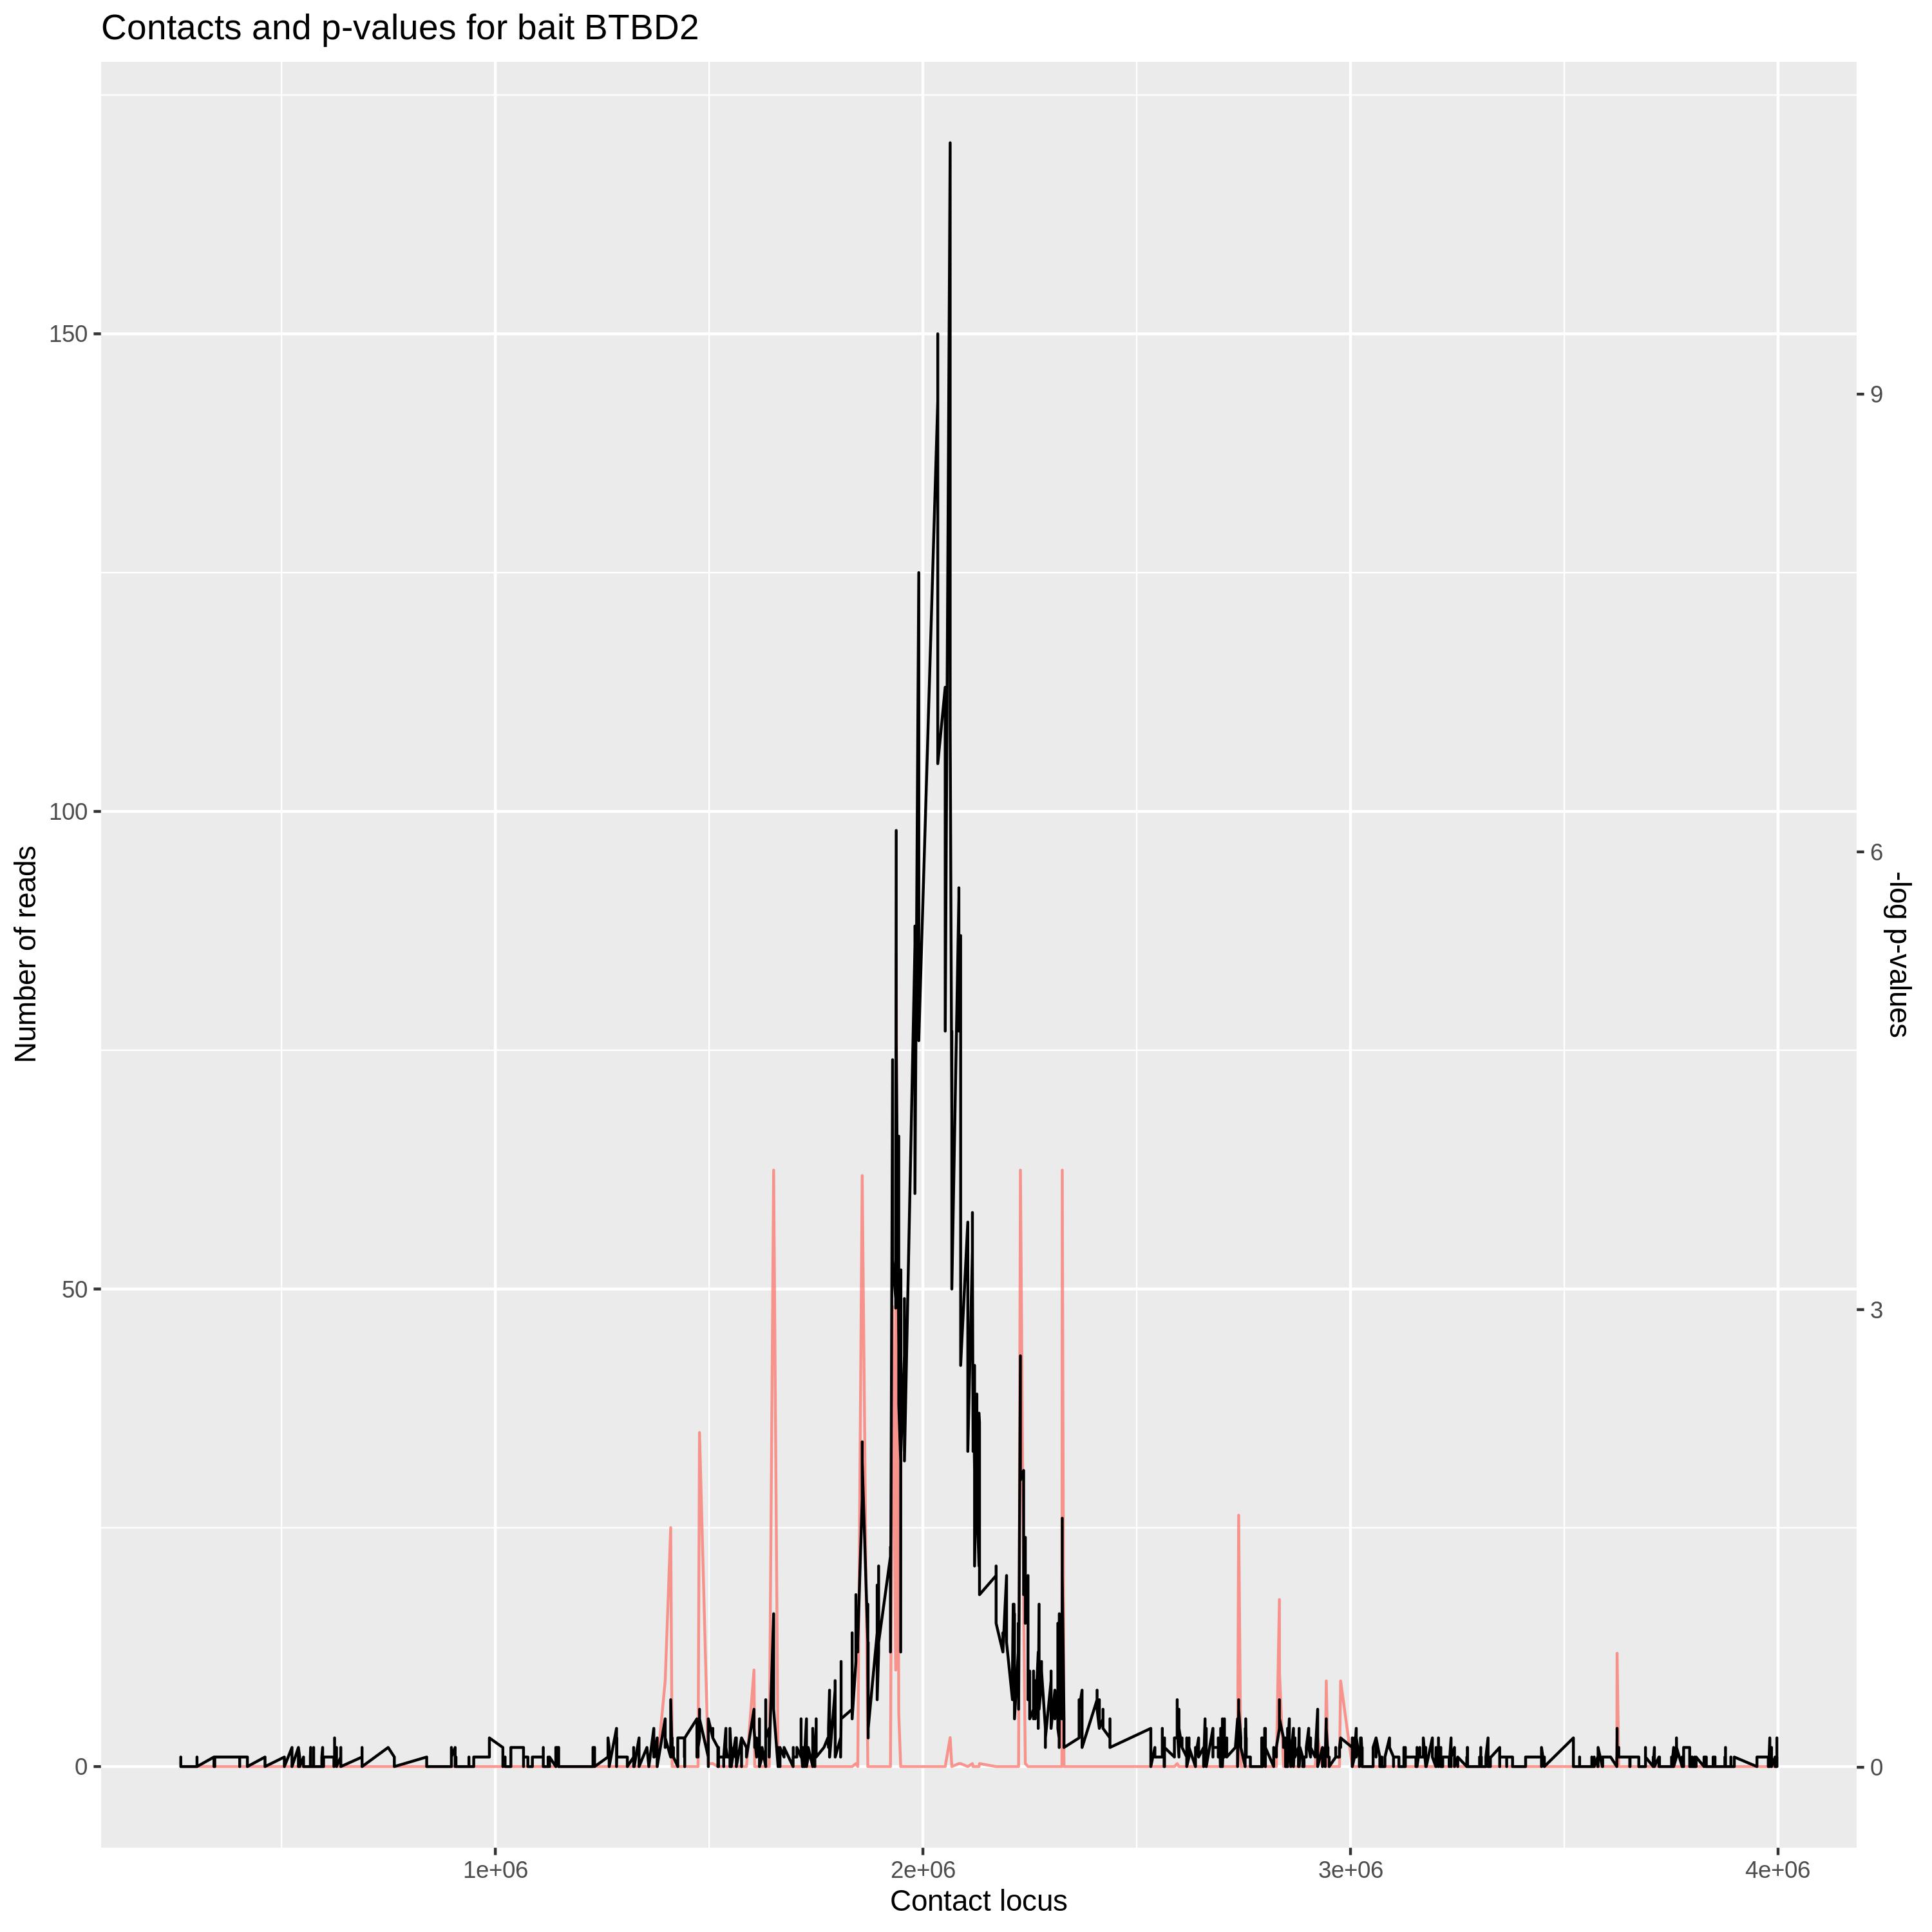 Contacts and p-values for bait BTBD2
150
100
50
0
Number of reads
9
6
3
0
-log p-values
1e+06
2e+06
3e+06
4e+06
Contact locus